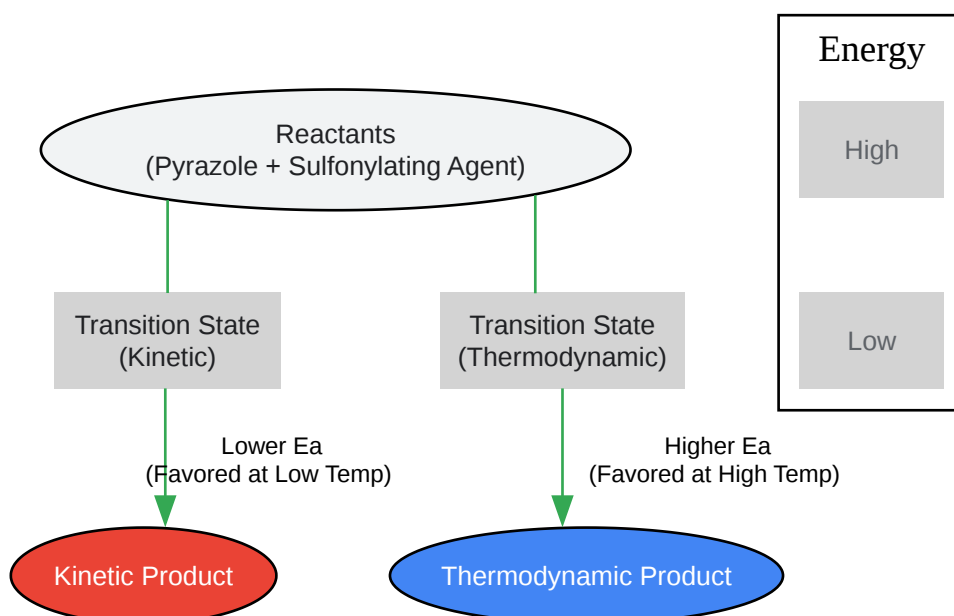 Energy
High
Low
Reactants
(Pyrazole + Sulfonylating Agent)
Transition State
(Kinetic)
Transition State
(Thermodynamic)
Lower Ea
(Favored at Low Temp)
Higher Ea
(Favored at High Temp)
Kinetic Product
Thermodynamic Product